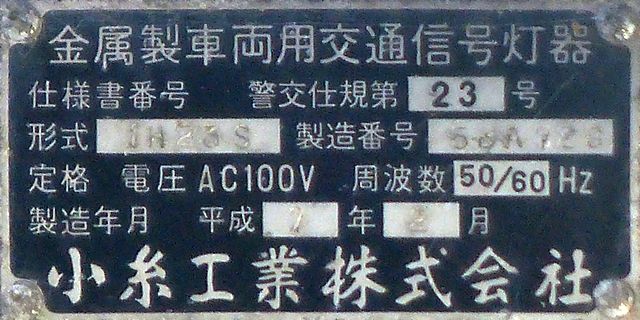 金属製車両用交通信号灯器
仕様書番号 警交仕規第 23 号
形式 1H23S 製造番号
定格 電圧 AC100V 周波数 50/60 Hz
製造年月 平成 7 年 2 月
小糸工業株式会社